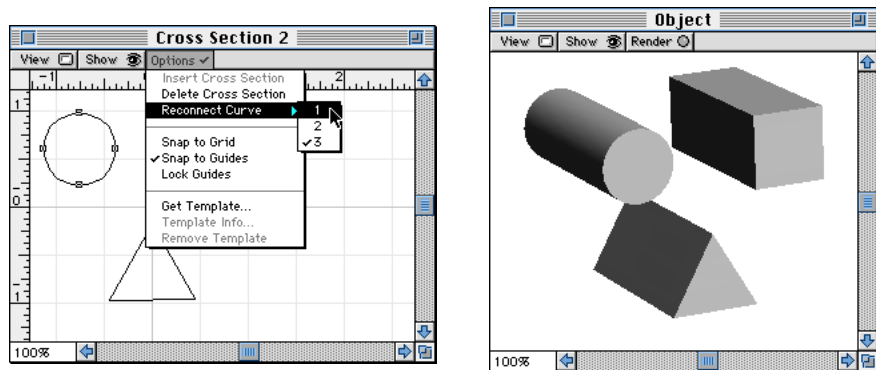 Cross Section 2
View Show Options ✓
-1 2
Insert Cross Section
Delete Cross Section
Reconnect Curve 1
2
✓3
Snap to Grid
✓Snap to Guides
Lock Guides
Get Template...
Template Info...
Remove Template
1
0
1
100%
Object
View Show Render
100%